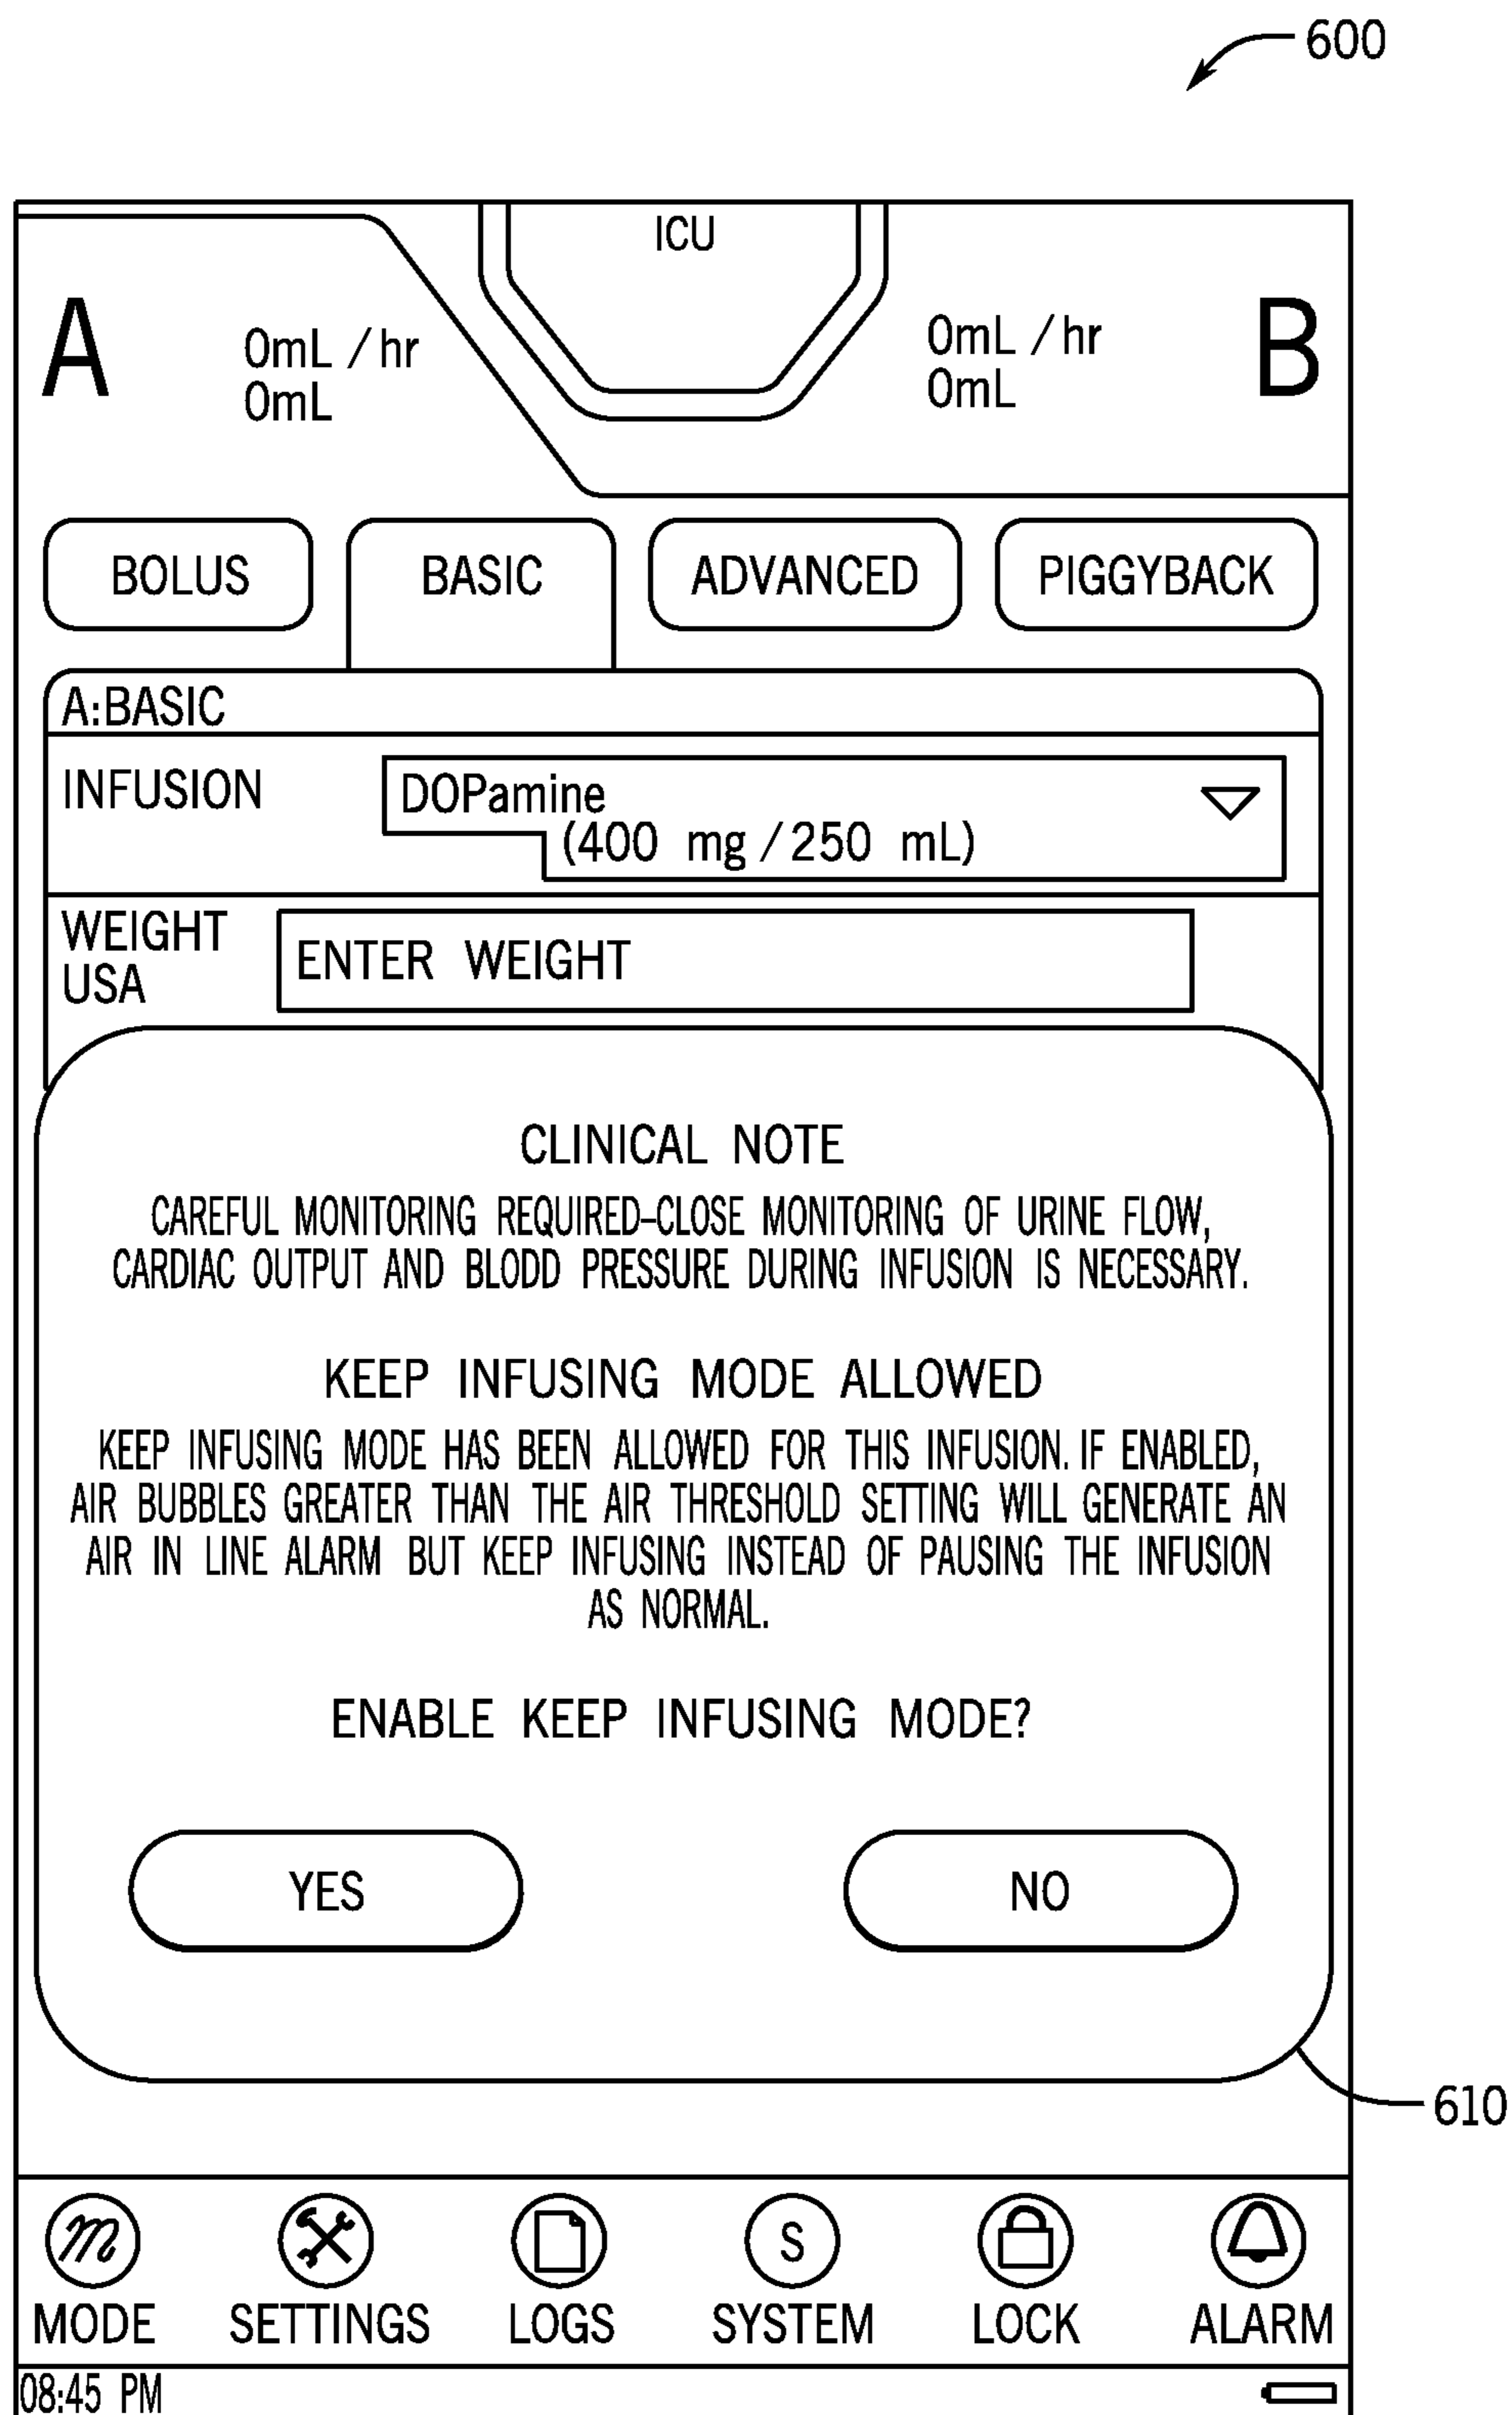 600
ICU
A
0mL/hr
0mL
0mL/hr
0mL
B
BOLUS
BASIC
ADVANCED
PIGGYBACK
A:BASIC
INFUSION
DOPamine
(400 mg/250 mL)
WEIGHT
USA
ENTER WEIGHT
CLINICAL NOTE
CAREFUL MONITORING REQUIRED–CLOSE MONITORING OF URINE FLOW,
CARDIAC OUTPUT AND BLODD PRESSURE DURING INFUSION IS NECESSARY.
KEEP INFUSING MODE ALLOWED
KEEP INFUSING MODE HAS BEEN ALLOWED FOR THIS INFUSION. IF ENABLED,
AIR BUBBLES GREATER THAN THE AIR THRESHOLD SETTING WILL GENERATE AN
AIR IN LINE ALARM BUT KEEP INFUSING INSTEAD OF PAUSING THE INFUSION
AS NORMAL.
ENABLE KEEP INFUSING MODE?
YES
NO
610
m
S
MODE
SETTINGS
LOGS
SYSTEM
LOCK
ALARM
08:45 PM